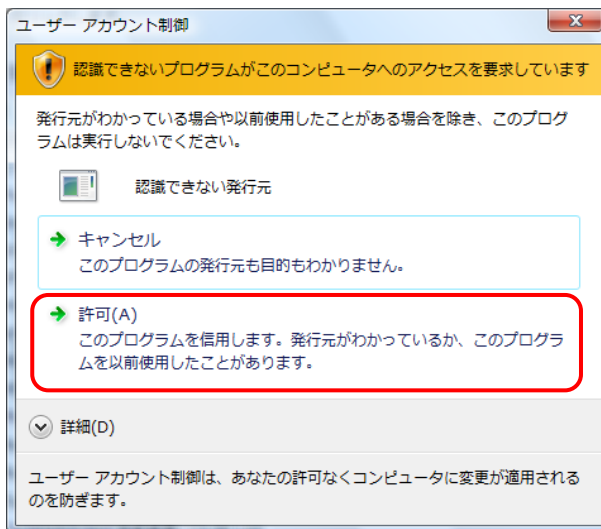 ユーザー アカウント制御
認識できないプログラムがこのコンピュータへのアクセスを要求しています
発行元がわかっている場合や以前使用したことがある場合を除き、このプログ
ラムは実行しないでください。
認識できない発行元
キャンセル
このプログラムの発行元も目的もわかりません。
許可(A)
このプログラムを信用します。発行元がわかっているか、このプログラ
ムを以前使用したことがあります。
詳細(D)
ユーザー アカウント制御は、あなたの許可なくコンピュータに変更が適用される
のを防ぎます。